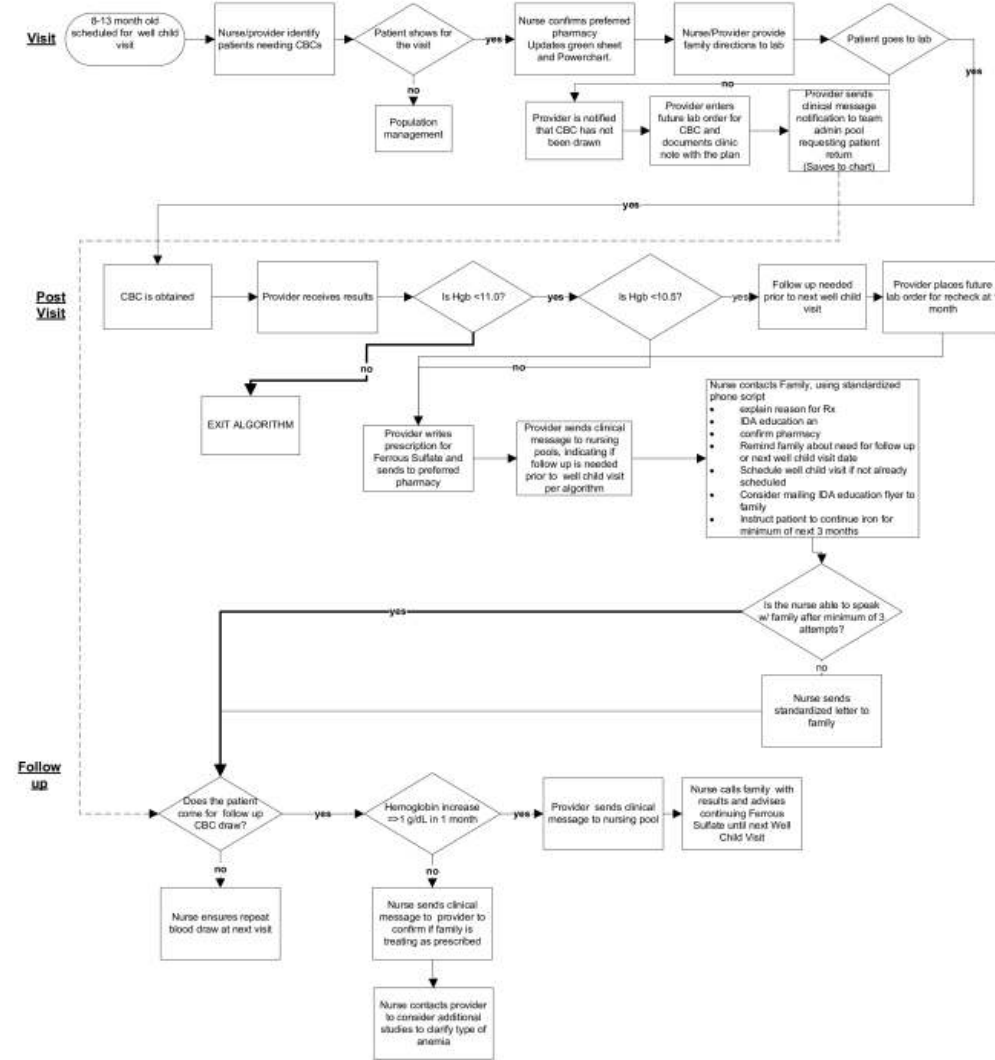 Visit
8-13 month old
scheduled for well child
visit
Nurse/provider identify
patients needing CBCs
Patient shows for
the visit
yes
Nurse confirms preferred
pharmacy
Updates green sheet
and Powerchart.
Nurse/Provider provide
family directions to lab
Patient goes to lab
yes
no
no
Population
management
Provider is notified
that CBC has not
been drawn
Provider enters
future lab order for
CBC and
documents clinic
note with the plan
Provider sends
clinical message
notification to team
admin pool
requesting patient
return
(Saves to chart)
yes
Post
Visit
CBC is obtained
Provider receives results
Is Hgb <11.0?
yes
Is Hgb <10.5?
yes
Follow up needed
prior to next well child
visit
Provider places future
lab order for recheck at 1
month
no
no
EXIT ALGORITHM
Provider writes
prescription for
Ferrous Sulfate and
sends to preferred
pharmacy
Provider sends clinical
message to nursing
pools, indicating if
follow up is needed
prior to well child visit
per algorithm
Nurse contacts Family, using standardized
phone script
• explain reason for Rx
• IDA education an
• confirm pharmacy
• Remind family about need for follow up
or next well child visit date
• Schedule well child visit if not already
scheduled
• Consider mailing IDA education flyer to
family
• Instruct patient to continue iron for
minimum of next 3 months
yes
Is the nurse able to speak
w/ family after minimum of 3
attempts?
no
Nurse sends
standardized letter to
family
Follow
up
Does the patient
come for follow up
CBC draw?
yes
Hemoglobin increase
=>1 g/dL in 1 month
yes
Provider sends clinical
message to nursing pool
Nurse calls family with
results and advises
continuing Ferrous
Sulfate until next Well
Child Visit
no
no
Nurse ensures repeat
blood draw at next visit
Nurse sends clinical
message to provider to
confirm if family is
treating as prescribed
Nurse contacts provider
to consider additional
studies to clarify type of
anemia